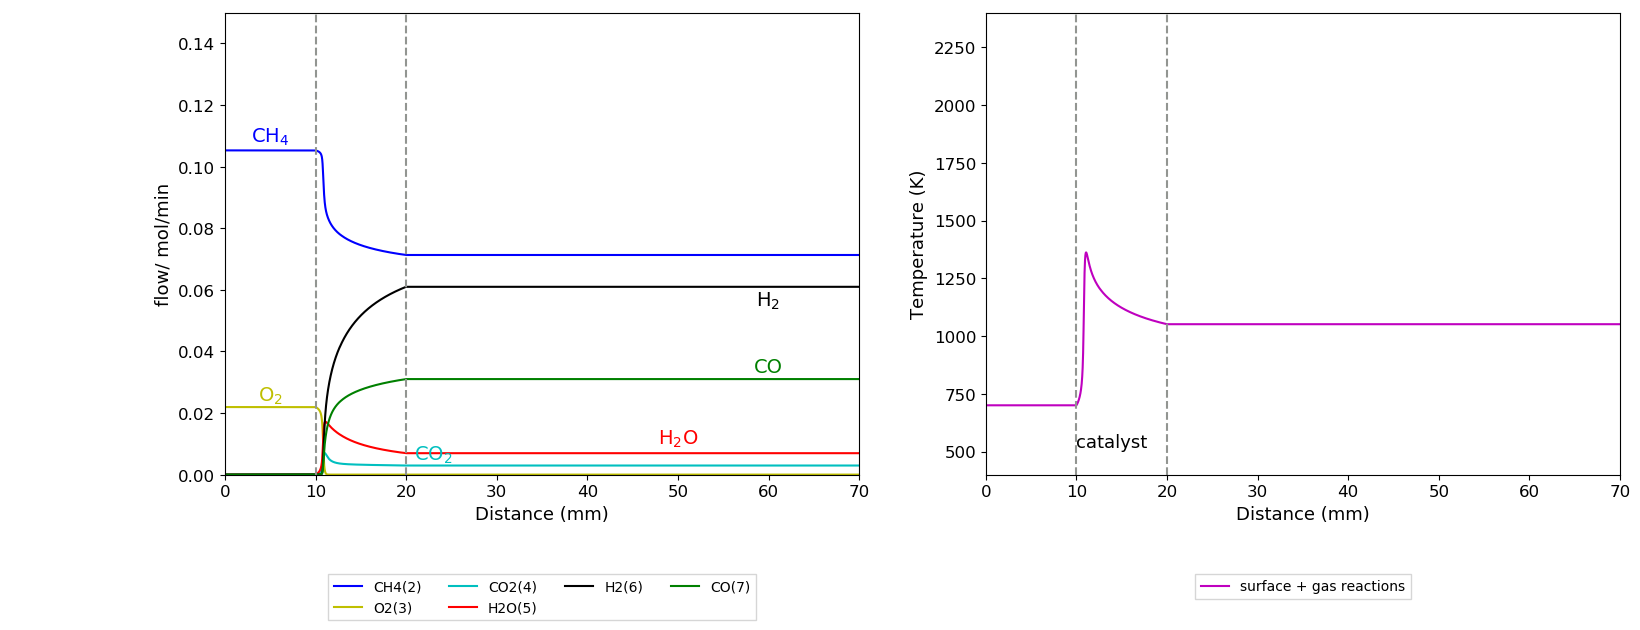 0.14
0.12
0.10
0.08
0.06
0.04
0.02
0.00
flow/ mol/min
CH₄
O₂
H₂
CO
H₂O
CO₂
0 10 20 30 40 50 60 70
Distance (mm)
CH4(2) CO2(4) H2(6) CO(7)
O2(3) H2O(5)
2250
2000
1750
1500
1250
1000
750
500
Temperature (K)
catalyst
0 10 20 30 40 50 60 70
Distance (mm)
surface + gas reactions